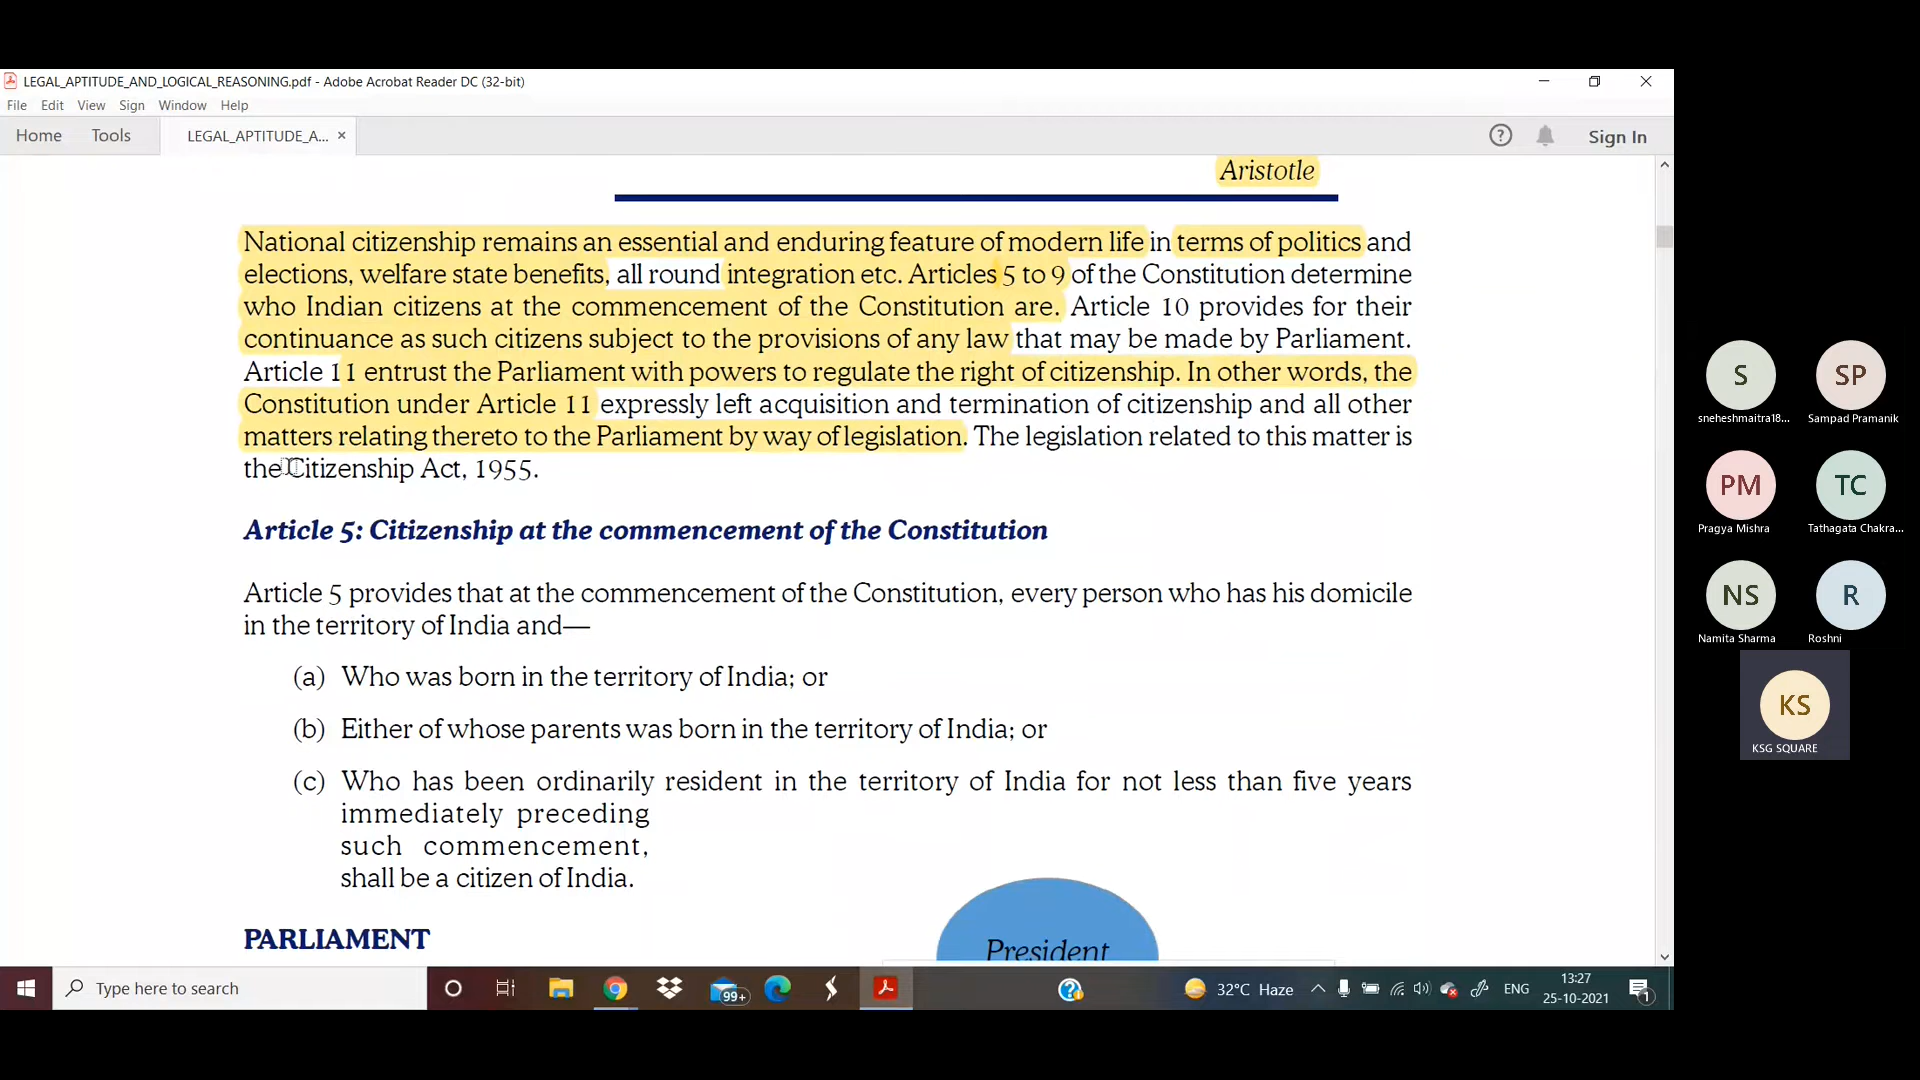 LEGAL_APTITUDE_AND_LOGICAL_REASONING.pdf - Adobe Acrobat Reader DC (32-bit)
File Edit View Sign Window Help
Home Tools LEGAL_APTITUDE_A... × Sign In
Aristotle
National citizenship remains an essential and enduring feature of modern life in terms of politics and
elections, welfare state benefits, all round integration etc. Articles 5 to 9 of the Constitution determine
who Indian citizens at the commencement of the Constitution are. Article 10 provides for their
continuance as such citizens subject to the provisions of any law that may be made by Parliament.
Article 11 entrust the Parliament with powers to regulate the right of citizenship. In other words, the
Constitution under Article 11 expressly left acquisition and termination of citizenship and all other
matters relating thereto to the Parliament by way of legislation. The legislation related to this matter is
the Citizenship Act, 1955.
Article 5: Citizenship at the commencement of the Constitution
Article 5 provides that at the commencement of the Constitution, every person who has his domicile
in the territory of India and—
(a) Who was born in the territory of India; or
(b) Either of whose parents was born in the territory of India; or
(c) Who has been ordinarily resident in the territory of India for not less than five years
immediately preceding
such commencement,
shall be a citizen of India.
PARLIAMENT
President
S SP
sneheshmaitra18... Sampad Pramanik
PM TC
Pragya Mishra Tathagata Chakra...
NS R
Namita Sharma Roshni
KS
KSG SQUARE
Type here to search
99+
32°C Haze
ENG
13:27
25-10-2021
1